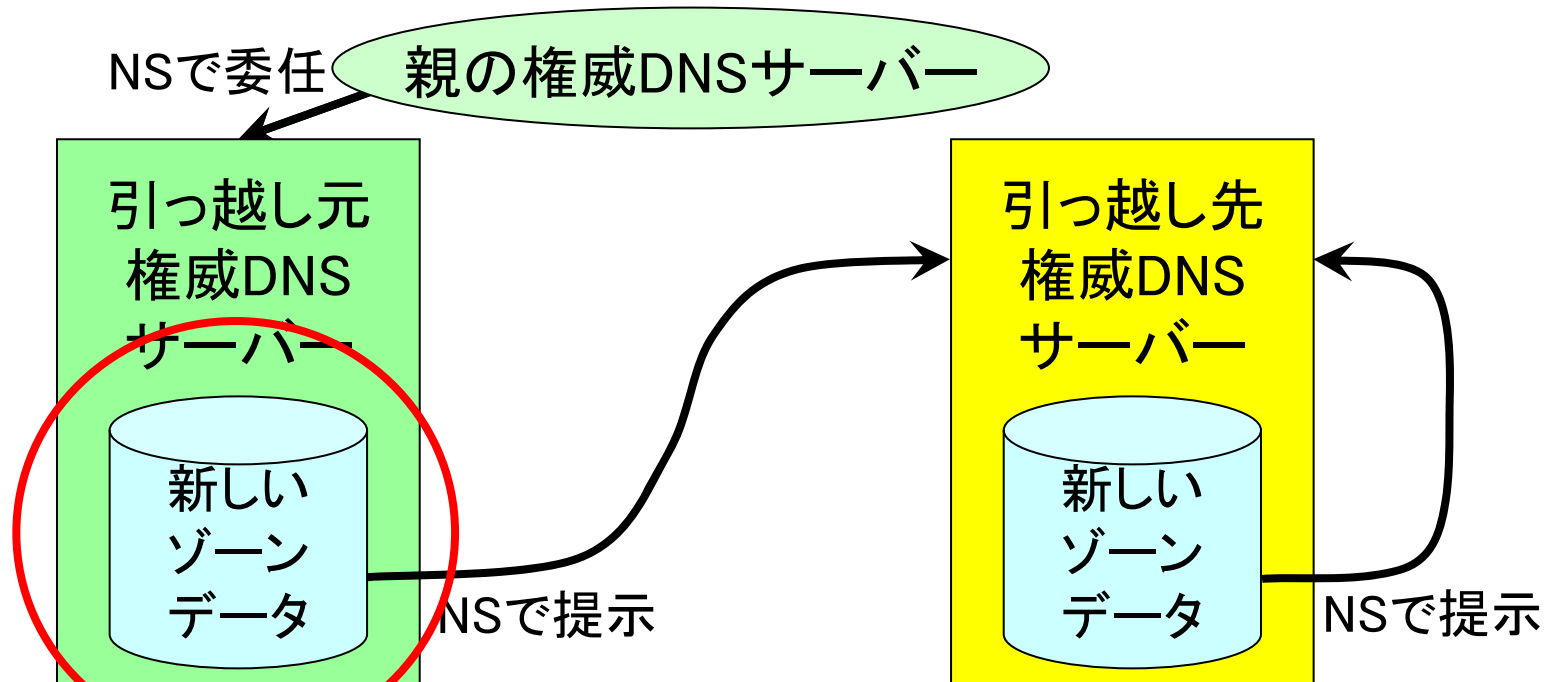 NSで委任
親の権威DNSサーバー
引っ越し元
権威DNS
サーバー
新しい
ゾーン
データ
NSで提示
引っ越し先
権威DNS
サーバー
新しい
ゾーン
データ
NSで提示